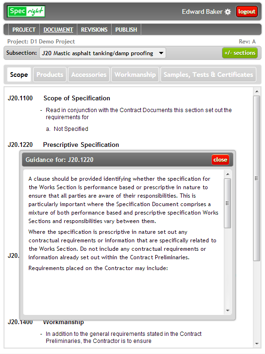 Spec right
Edward Baker
logout
PROJECT DOCUMENT REVISIONS PUBLISH
Project: D1 Demo Project
Rev: A
Subsection: J20 Mastic asphalt tanking/damp proofing
+/- sections
Scope Products Accessories Workmanship Samples, Tests & Certificates
J20.1100 Scope of Specification
- Read in conjunction with the Contract Documents this section set out the
requirements for
a. Not Specified
J20.1220 Prescriptive Specification
Guidance for: J20.1220
close
A clause should be provided identifying whether the specification for
the Works Section is performance based or prescriptive in nature to
ensure that all parties are aware of their responsibilities. This is
particularly important where the Specification Document comprises a
mixture of both performance based and prescriptive specification Works
Sections and responsibilities vary between them.
Where the specification is prescriptive in nature set out any
contractual requirements or information that are specifically related to
the Works Section. Do not include any contractual requirements or
information already set out within the Contract Preliminaries.
Requirements placed on the Contractor may include:
J20.
J20.1400 Workmanship
- In addition to the general requirements stated in the Contract
Preliminaries, the Contractor is to ensure